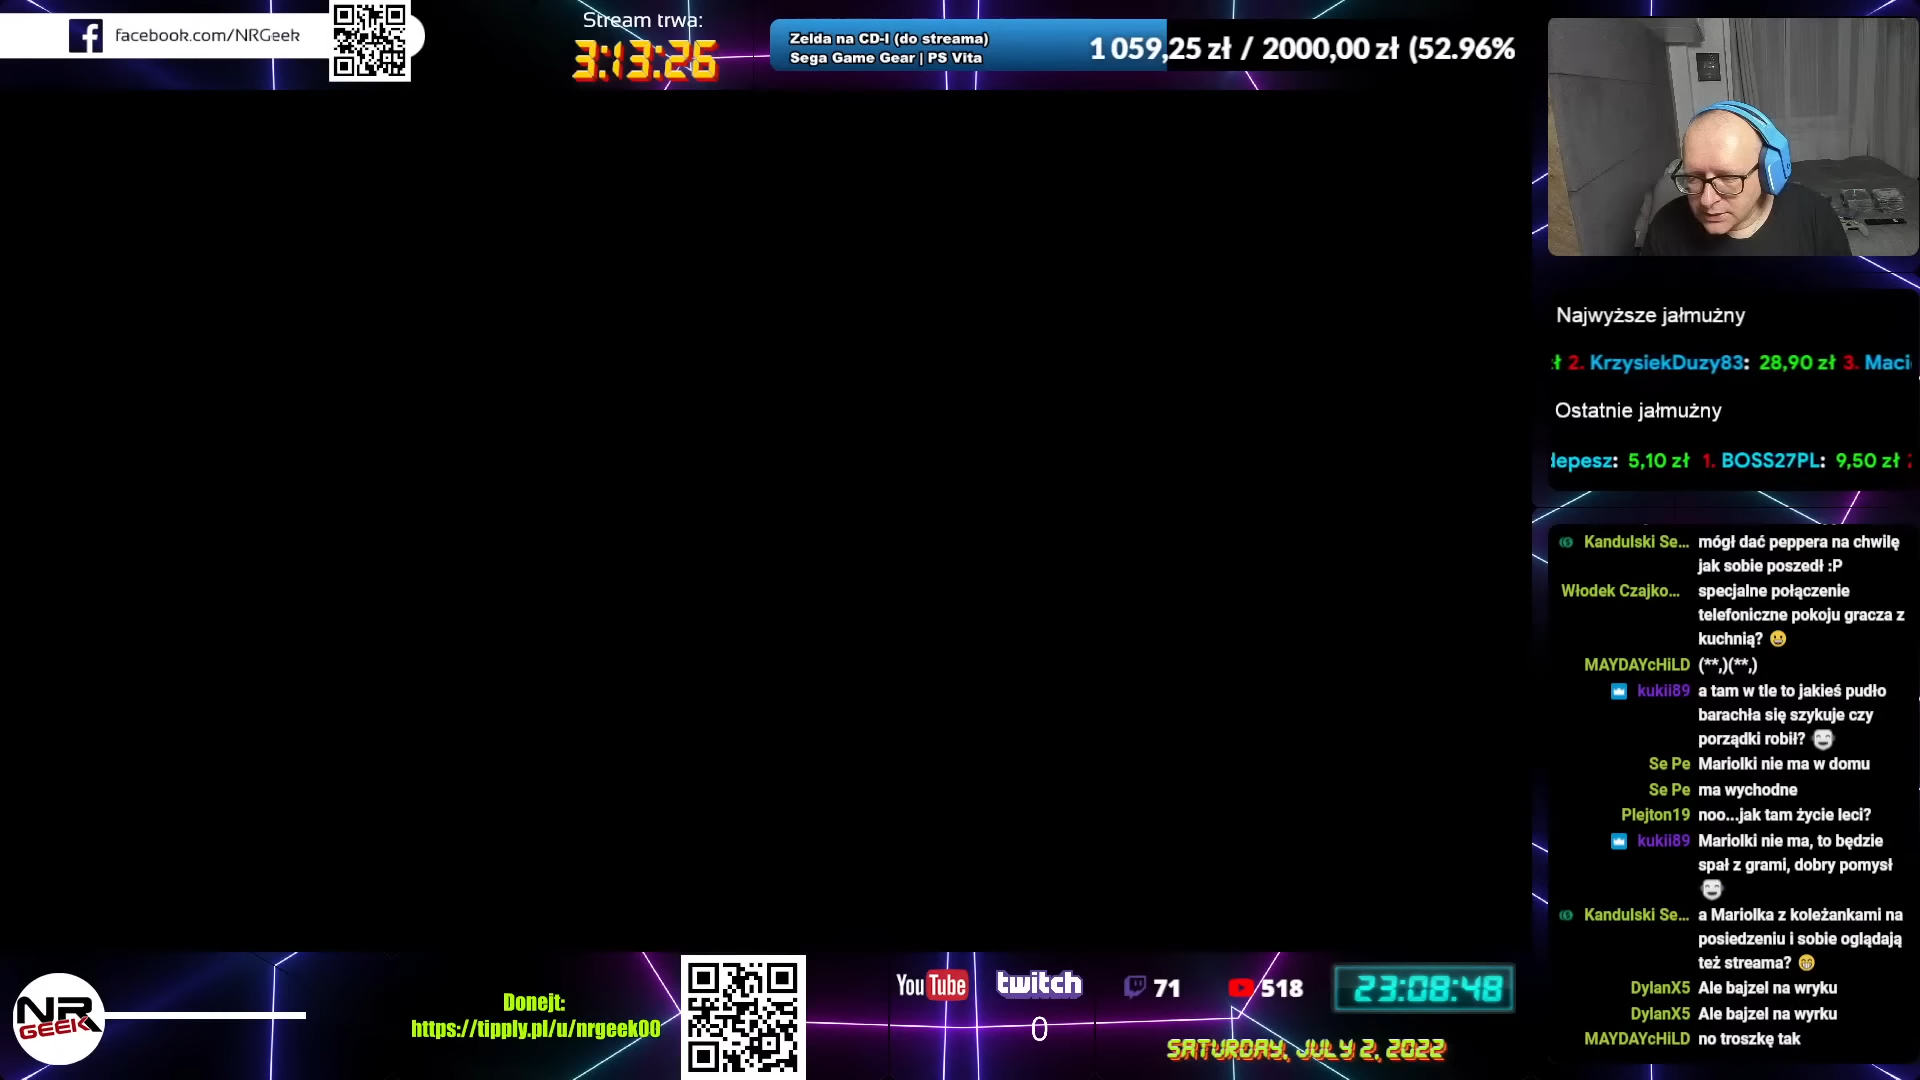 facebook.com/NRGeek
Stream trwa:
3:13:26
Zelda na CD-I (do streama)
Sega Game Gear | PS Vita
1 059,25 zł / 2000,00 zł (52.96%
Najwyższe jałmużny
ł 2. KrzysiekDuzy83: 28,90 zł 3. Maci
Ostatnie jałmużny
depesz: 5,10 zł 1. BOSS27PL: 9,50 zł
Kandulski Se... mógł dać peppera na chwilę
jak sobie poszedł :P
Włodek Czajko... specjalne połączenie
telefoniczne pokoju gracza z
kuchnią?
MAYDAYcHiLD (**,)(**,)
kukii89 a tam w tle to jakieś pudło
barachła się szykuje czy
porządki robił?
Se Pe Mariolki nie ma w domu
Se Pe ma wychodne
Plejton19 noo...jak tam życie leci?
kukii89 Mariolki nie ma, to będzie
spał z grami, dobry pomysł
Kandulski Se... a Mariolka z koleżankami na
posiedzeniu i sobie oglądają
też streama?
DylanX5 Ale bajzel na wyrku
DylanX5 Ale bajzel na wyrku
MAYDAYcHiLD no troszkę tak
NR
GEEK
Donejt:
https://tipply.pl/u/nrgeek00
YouTube
twitch
71
518
23:08:48
0
SATURDAY, JULY 2, 2022